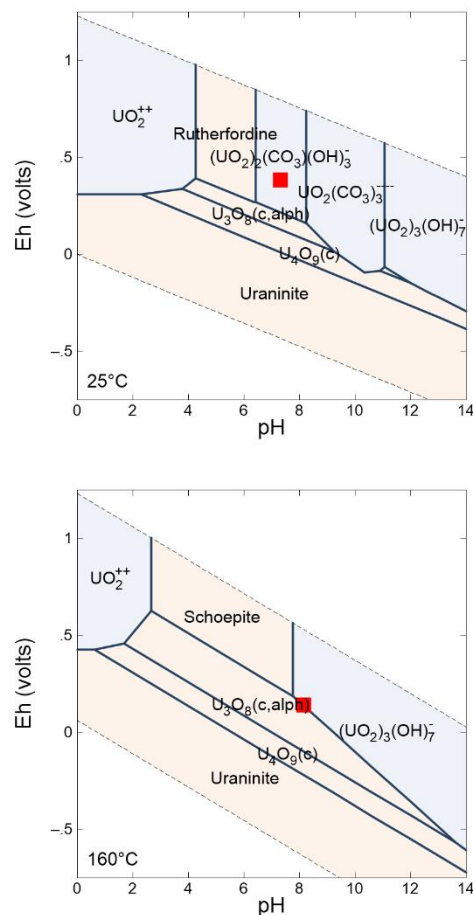 1
UO₂⁺⁺
Rutherfordine
.5
(UO₂)₂(CO₃)(OH)₃⁻
UO₂(CO₃)₃⁻⁻⁻⁻
U₃O₈(c,alph)
(UO₂)₃(OH)₇⁻
Eh (volts)
0
U₄O₉(c)
Uraninite
–.5
25°C
0 2 4 6 8 10 12 14
pH
1
UO₂⁺⁺
Schoepite
.5
U₃O₈(c,alph)
Eh (volts)
0
(UO₂)₃(OH)₇⁻
U₄O₉(c)
Uraninite
–.5
160°C
0 2 4 6 8 10 12 14
pH